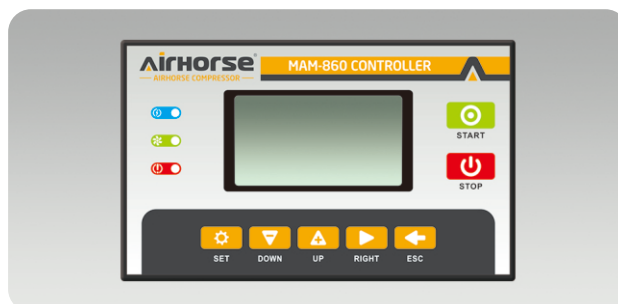 AIRHORSE®
AIRHORSE COMPRESSOR
MAM-860 CONTROLLER
START
STOP
SET
DOWN
UP
RIGHT
ESC